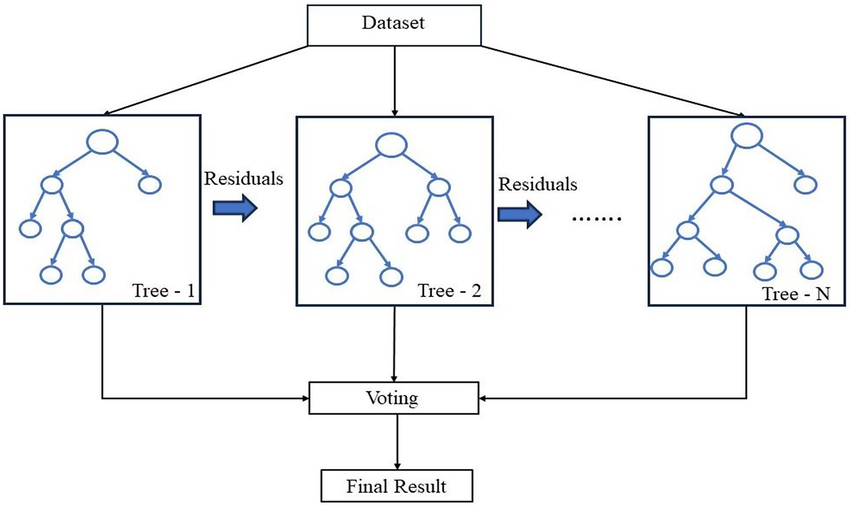 Dataset
Residuals
Residuals
.......
Tree - 1
Tree - 2
Tree - N
Voting
Final Result